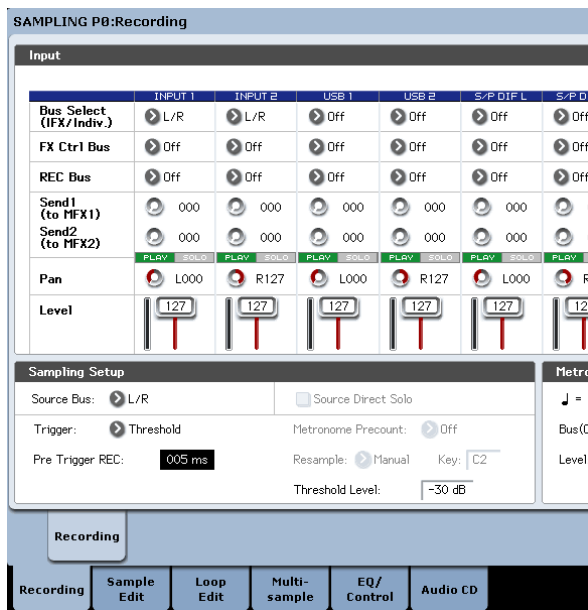 SAMPLING P0:Recording
Input
INPUT 1 INPUT 2 USB 1 USB 2 S/P DIF L S/P D
Bus Select (IFX/Indiv.) L/R L/R Off Off Off Off
FX Ctrl Bus Off Off Off Off Off Off
REC Bus Off Off Off Off Off Off
Send1 (to MFX1) 000 000 000 000 000
Send2 (to MFX2) 000 000 000 000 000
PLAY SOLO PLAY SOLO PLAY SOLO PLAY SOLO PLAY SOLO PLAY
Pan L000 R127 L000 R127 L000 R
Level 127 127 127 127 127 12
Sampling Setup Metro
Source Bus: L/R Source Direct Solo ♩ =
Trigger: Threshold Metronome Precount: Off Bus(O
Pre Trigger REC: 005 ms Resample: Manual Key: C2 Level
Threshold Level: -30 dB
Recording
Recording Sample Edit Loop Edit Multi-sample EQ/Control Audio CD